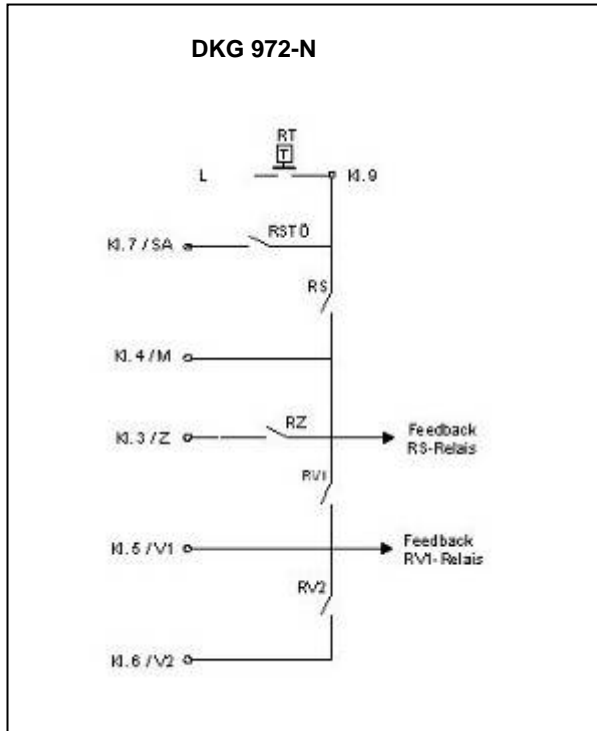 DKG 972-N
RT
T
L
Kl.9
Kl.7 / SA
RSTÜ
RS
Kl.4 / M
Kl.3 / Z
RZ
Feedback
RS-Relais
RV1
Kl.5 / V1
Feedback
RV1-Relais
RV2
Kl.6 / V2